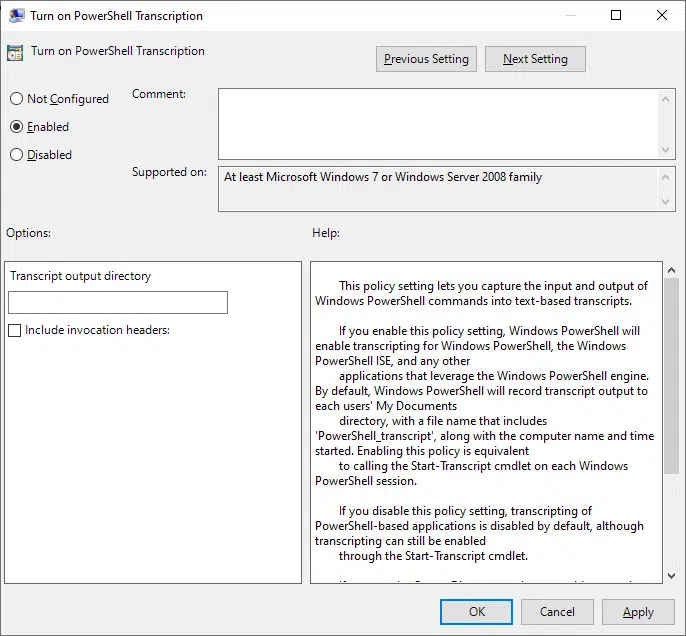 Turn on PowerShell Transcription
Turn on PowerShell Transcription
Previous Setting
Next Setting
Not Configured
Comment:
Enabled
Disabled
Supported on:
At least Microsoft Windows 7 or Windows Server 2008 family
Options:
Help:
Transcript output directory
Include invocation headers:
This policy setting lets you capture the input and output of
Windows PowerShell commands into text-based transcripts.
If you enable this policy setting, Windows PowerShell will
enable transcripting for Windows PowerShell, the Windows
PowerShell ISE, and any other
applications that leverage the Windows PowerShell engine.
By default, Windows PowerShell will record transcript output to
each users' My Documents
directory, with a file name that includes
'PowerShell_transcript', along with the computer name and time
started. Enabling this policy is equivalent
to calling the Start-Transcript cmdlet on each Windows
PowerShell session.
If you disable this policy setting, transcripting of
PowerShell-based applications is disabled by default, although
transcripting can still be enabled
through the Start-Transcript cmdlet.
OK
Cancel
Apply